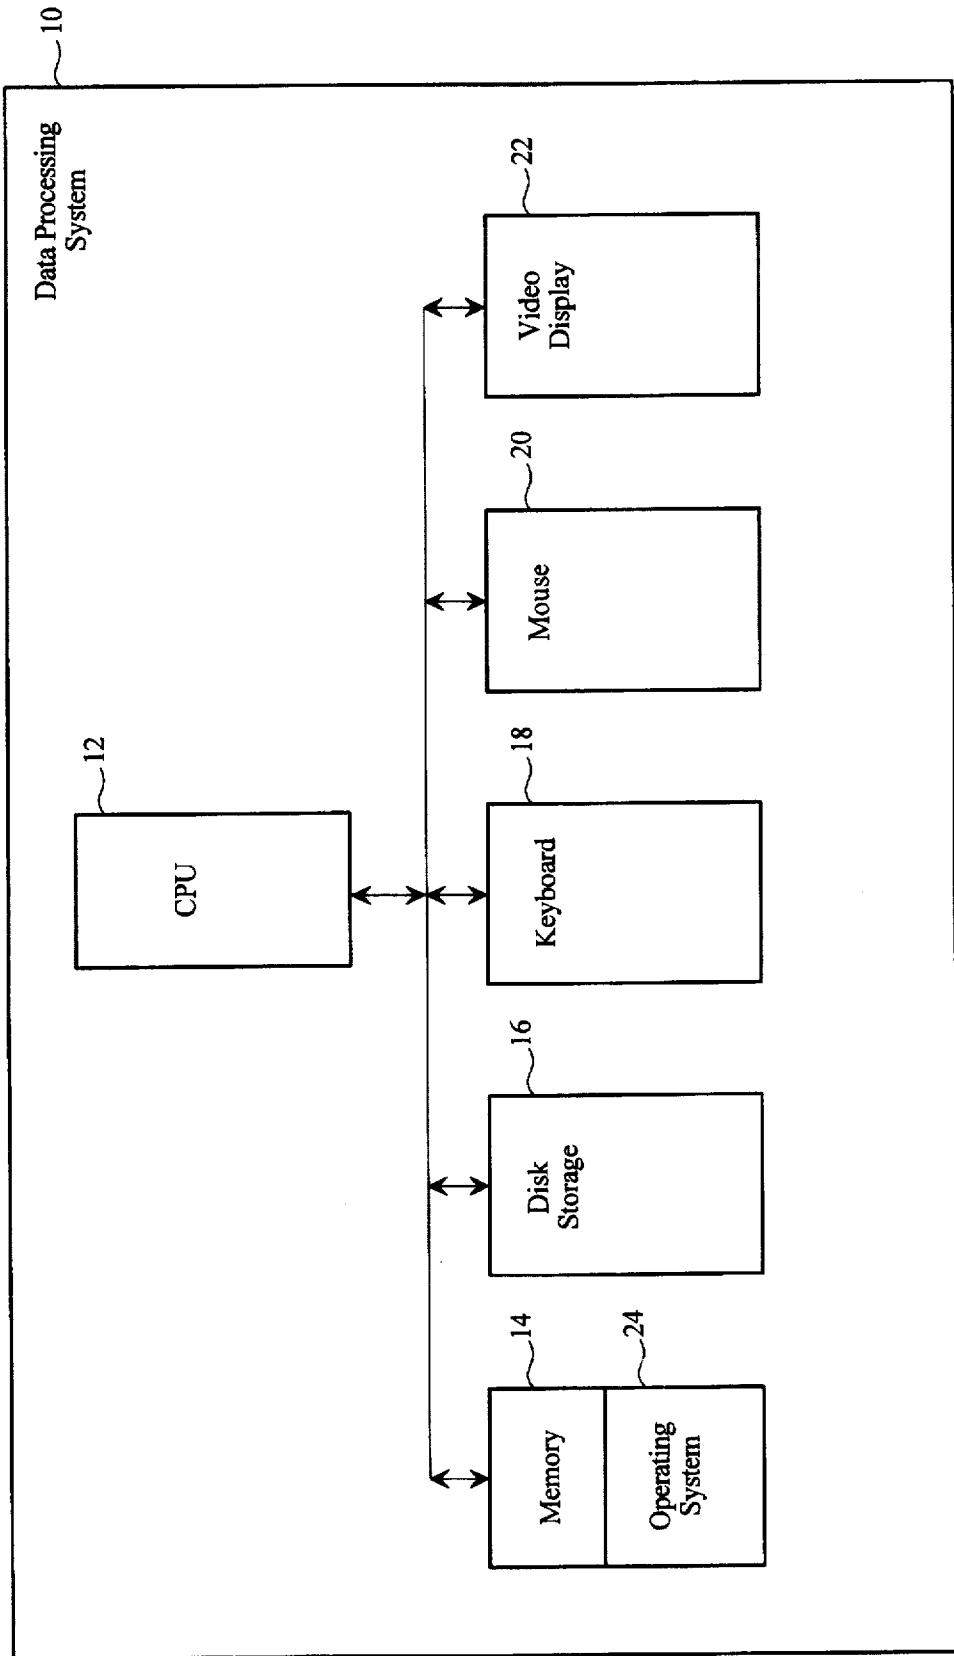 10
Data Processing
System
12
CPU
14
Memory
24
Operating
System
16
Disk
Storage
18
Keyboard
20
Mouse
22
Video
Display